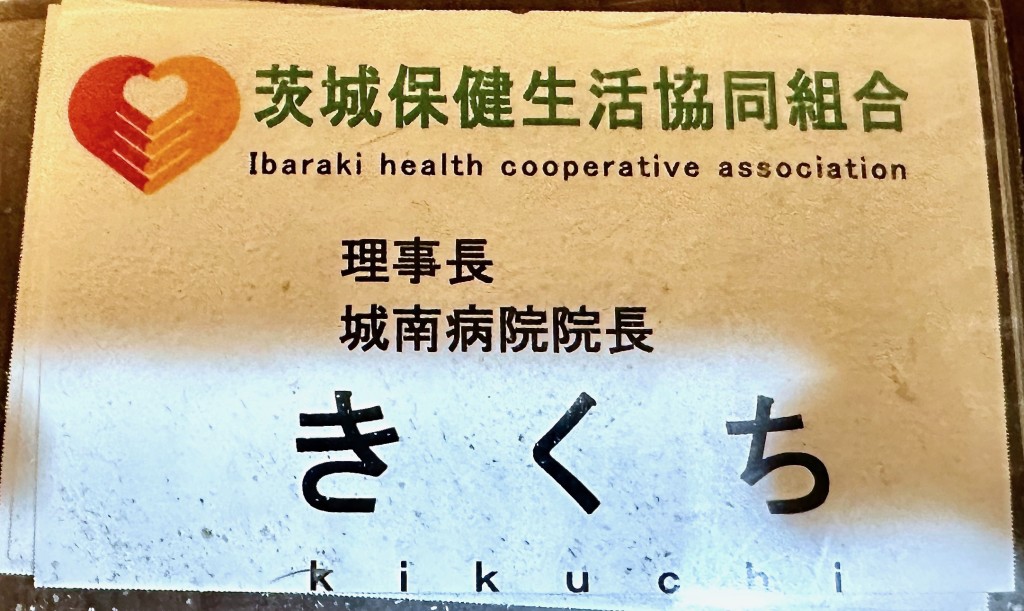 茨城保健生活協同組合
Ibaraki health cooperative association
理事長
城南病院院長
きくち
kikuchi